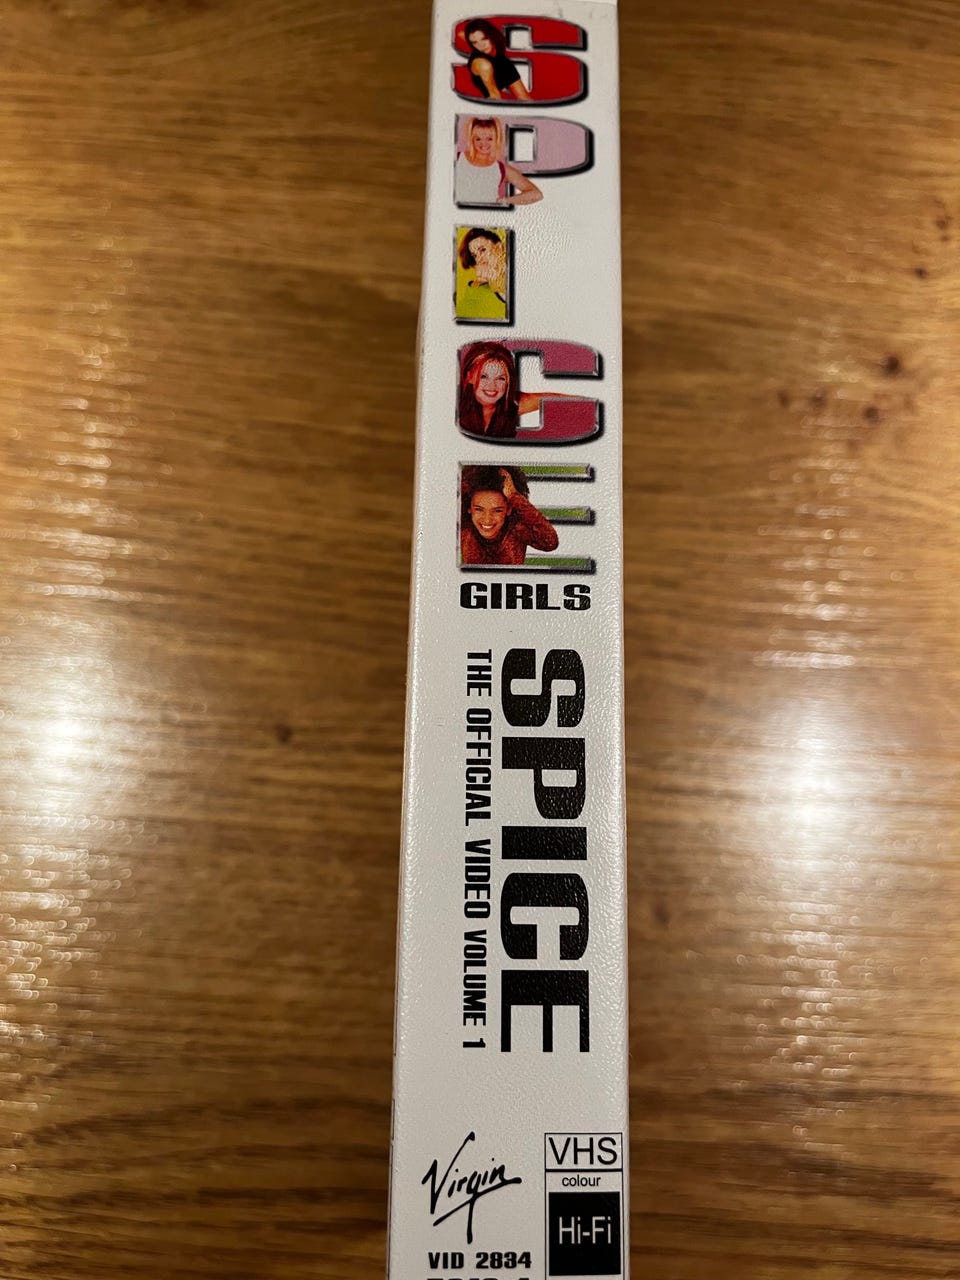 SPICE
GIRLS
SPICE
THE OFFICIAL VIDEO VOLUME 1
Virgin
VID 2834
VHS
colour
Hi-Fi